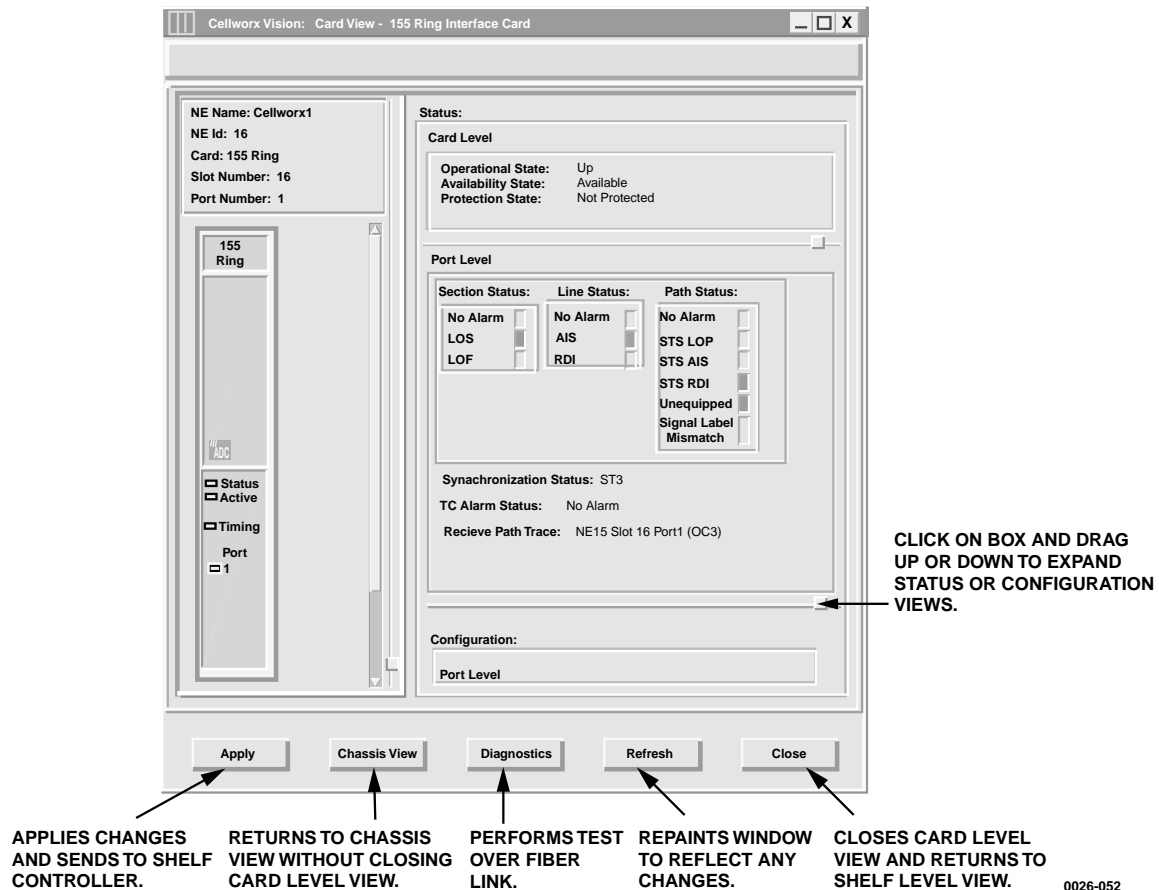 Cellworx Vision: Card View - 155 Ring Interface Card
X
NE Name: Cellworx1
NE Id: 16
Card: 155 Ring
Slot Number: 16
Port Number: 1
155
Ring
ADC
Status
Active
Timing
Port
1
Status:
Card Level
Operational State: Up
Availability State: Available
Protection State: Not Protected
Port Level
Section Status:
No Alarm
LOS
LOF
Line Status:
No Alarm
AIS
RDI
Path Status:
No Alarm
STS LOP
STS AIS
STS RDI
Unequipped
Signal Label
Mismatch
Synachronization Status: ST3
TC Alarm Status: No Alarm
Recieve Path Trace: NE15 Slot 16 Port1 (OC3)
Configuration:
Port Level
CLICK ON BOX AND DRAG
UP OR DOWN TO EXPAND
STATUS OR CONFIGURATION
VIEWS.
Apply
Chassis View
Diagnostics
Refresh
Close
APPLIES CHANGES
AND SENDS TO SHELF
CONTROLLER.
RETURNS TO CHASSIS
VIEW WITHOUT CLOSING
CARD LEVEL VIEW.
PERFORMS TEST
OVER FIBER
LINK.
REPAINTS WINDOW
TO REFLECT ANY
CHANGES.
CLOSES CARD LEVEL
VIEW AND RETURNS TO
SHELF LEVEL VIEW.
0026-052